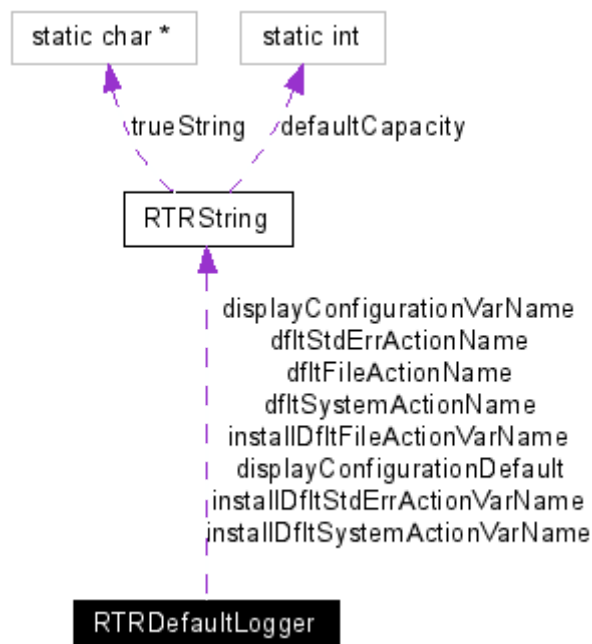 static char *
static int
trueString
defaultCapacity
RTRString
displayConfigurationVarName
dfltStdErrActionName
dfltFileActionName
dfltSystemActionName
installDfltFileActionVarName
displayConfigurationDefault
installDfltStdErrActionVarName
installDfltSystemActionVarName
RTRDefaultLogger